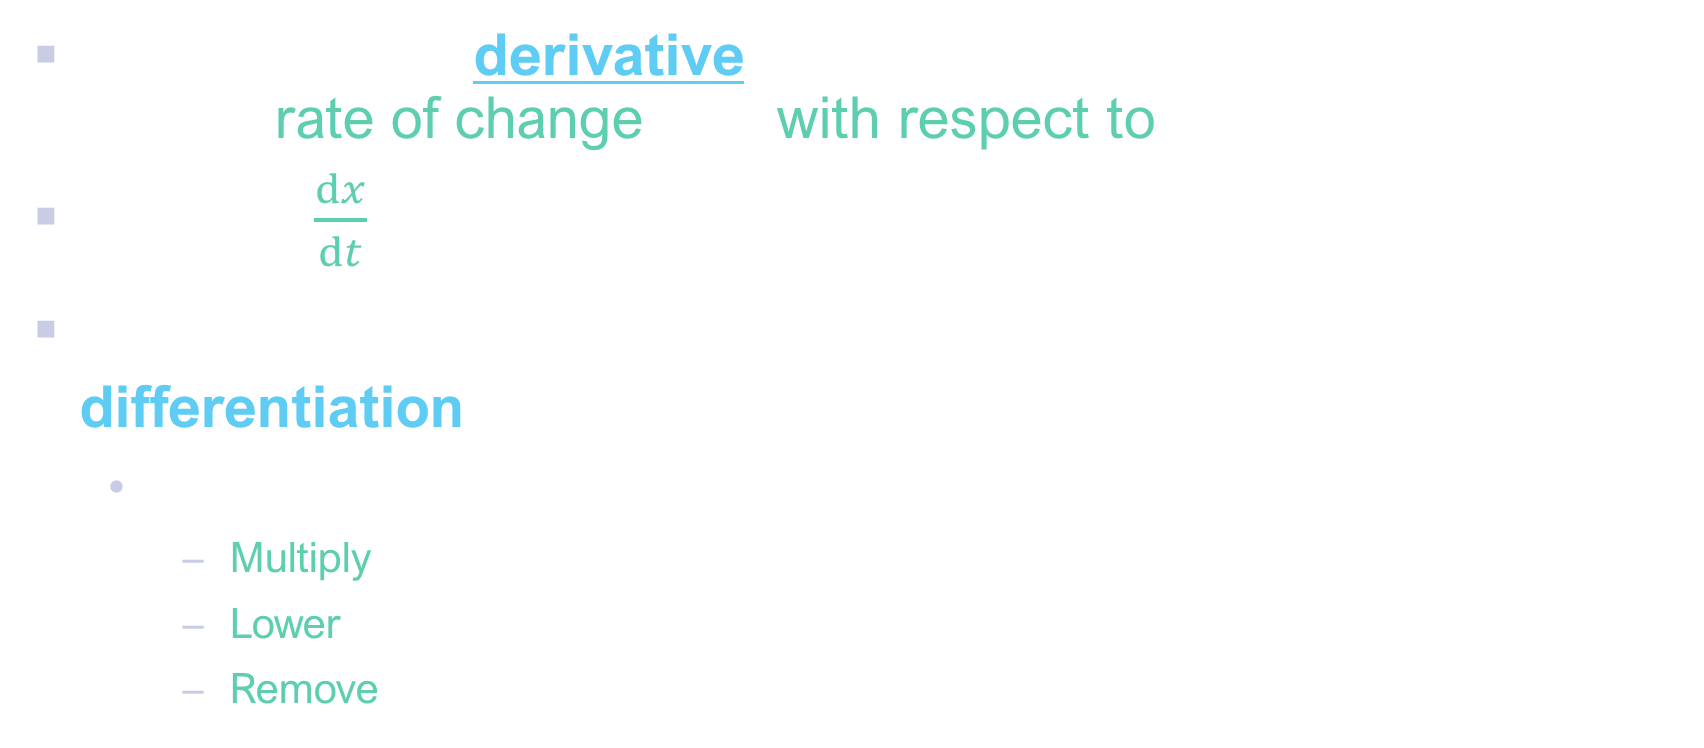 ■ derivative
rate of change with respect to
■ dx/dt
■
differentiation
•
– Multiply
– Lower
– Remove